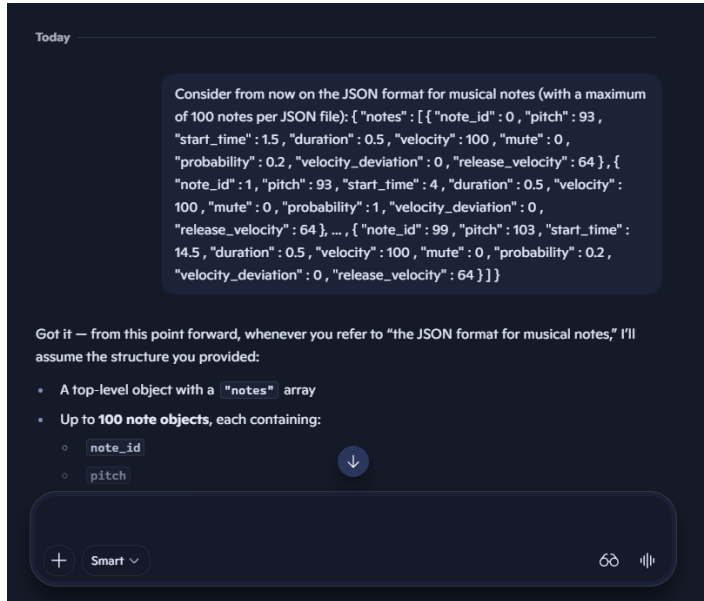 Today
Consider from now on the JSON format for musical notes (with a maximum
of 100 notes per JSON file): { "notes" : [ { "note_id" : 0 , "pitch" : 93 ,
"start_time" : 1.5 , "duration" : 0.5 , "velocity" : 100 , "mute" : 0 ,
"probability" : 0.2 , "velocity_deviation" : 0 , "release_velocity" : 64 } , {
"note_id" : 1 , "pitch" : 93 , "start_time" : 4 , "duration" : 0.5 , "velocity" :
100 , "mute" : 0 , "probability" : 1 , "velocity_deviation" : 0 ,
"release_velocity" : 64 }, ... , { "note_id" : 99 , "pitch" : 103 , "start_time" :
14.5 , "duration" : 0.5 , "velocity" : 100 , "mute" : 0 , "probability" : 0.2 ,
"velocity_deviation" : 0 , "release_velocity" : 64 } ] }
Got it — from this point forward, whenever you refer to “the JSON format for musical notes,” I’ll
assume the structure you provided:
• A top-level object with a "notes" array
• Up to 100 note objects, each containing:
◦ note_id
◦ pitch
Smart